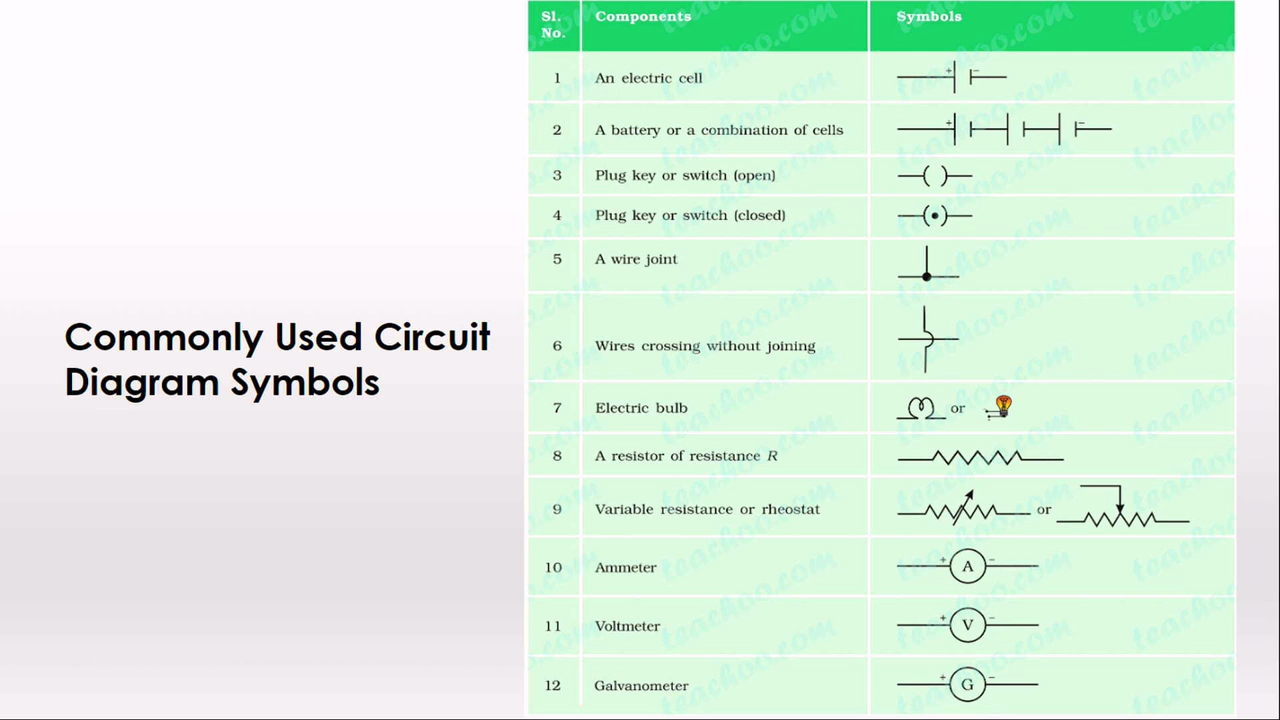 Commonly Used Circuit
Diagram Symbols
Sl. No. Components Symbols
1 An electric cell + −
2 A battery or a combination of cells + −
3 Plug key or switch (open)
4 Plug key or switch (closed)
5 A wire joint
6 Wires crossing without joining
7 Electric bulb or
8 A resistor of resistance R
9 Variable resistance or rheostat or
10 Ammeter + A −
11 Voltmeter + V −
12 Galvanometer + G −
teachoo.com